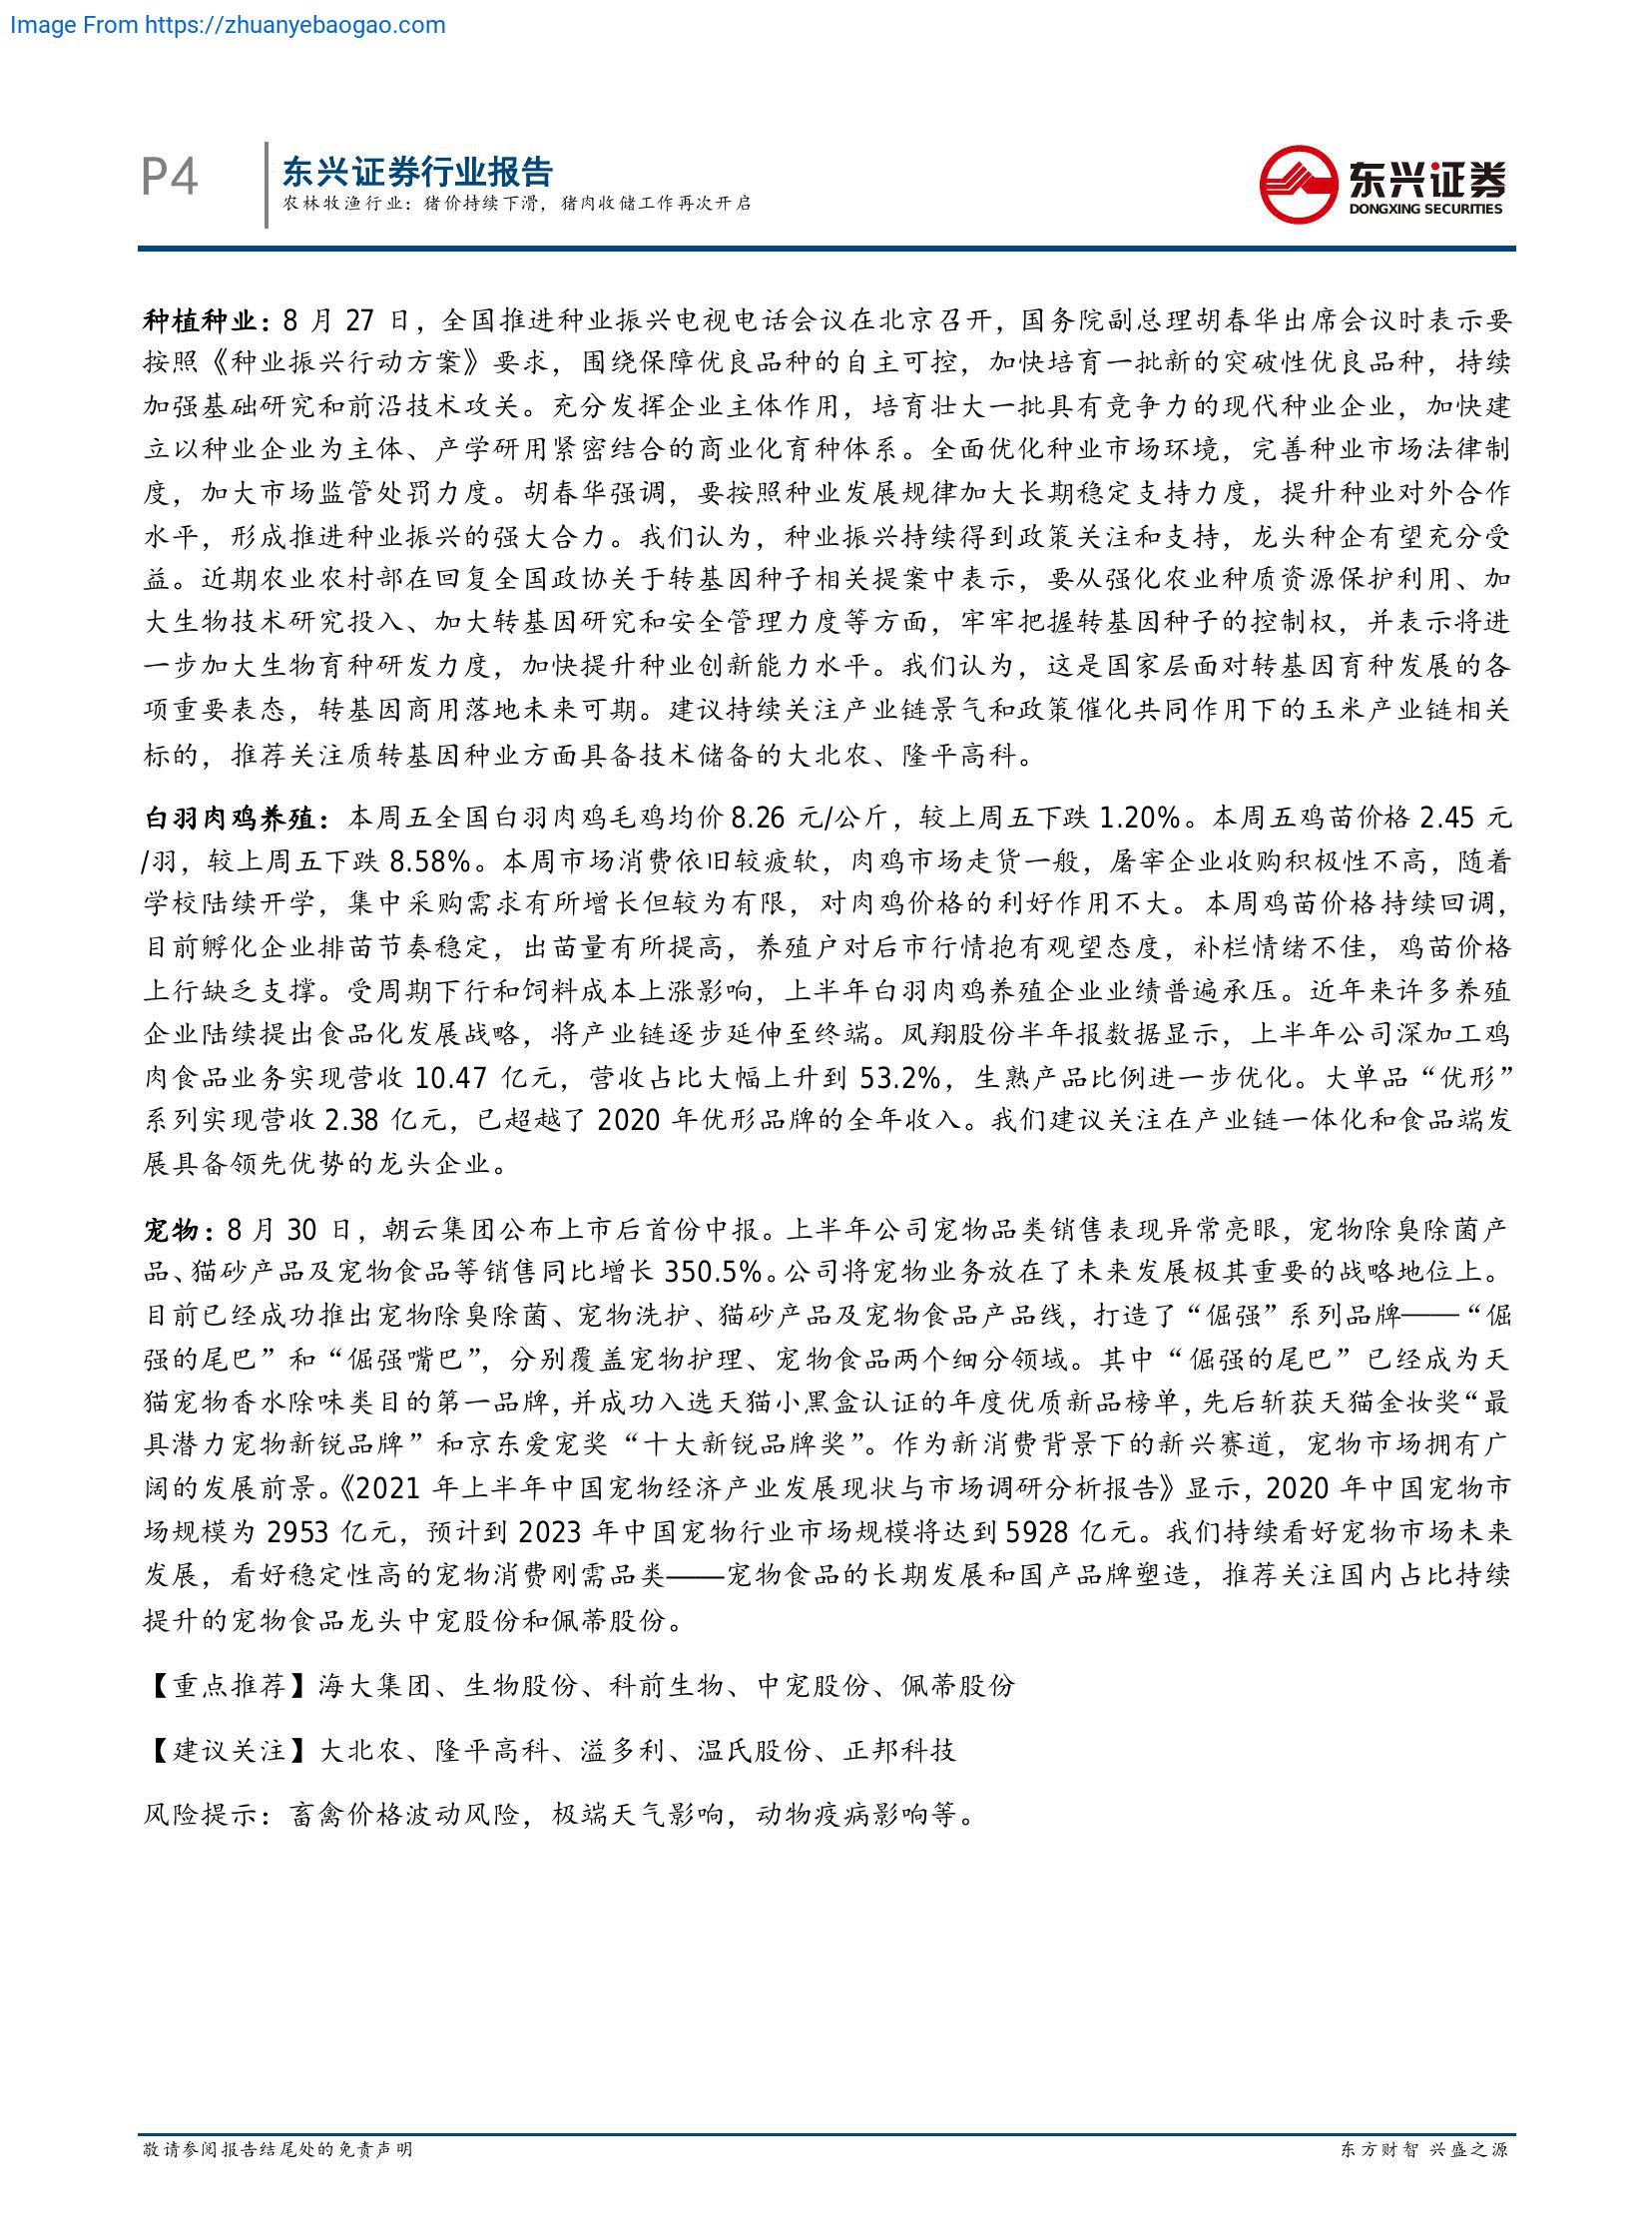 Image From https://zhuanyebaogao.com
P4
东兴证券行业报告
农林牧渔行业：猪价持续下滑，猪肉收储工作再次开启
东兴证券
DONGXING SECURITIES
种植种业：8 月 27 日，全国推进种业振兴电视电话会议在北京召开，国务院副总理胡春华出席会议时表示要
按照《种业振兴行动方案》要求，围绕保障优良品种的自主可控，加快培育一批新的突破性优良品种，持续
加强基础研究和前沿技术攻关。充分发挥企业主体作用，培育壮大一批具有竞争力的现代种业企业，加快建
立以种业企业为主体、产学研用紧密结合的商业化育种体系。全面优化种业市场环境，完善种业市场法律制
度，加大市场监管处罚力度。胡春华强调，要按照种业发展规律加大长期稳定支持力度，提升种业对外合作
水平，形成推进种业振兴的强大合力。我们认为，种业振兴持续得到政策关注和支持，龙头种企有望充分受
益。近期农业农村部在回复全国政协关于转基因种子相关提案中表示，要从强化农业种质资源保护利用、加
大生物技术研究投入、加大转基因研究和安全管理力度等方面，牢牢把握转基因种子的控制权，并表示将进
一步加大生物育种研发力度，加快提升种业创新能力水平。我们认为，这是国家层面对转基因育种发展的各
项重要表态，转基因商用落地未来可期。建议持续关注产业链景气和政策催化共同作用下的玉米产业链相关
标的，推荐关注质转基因种业方面具备技术储备的大北农、隆平高科。
白羽肉鸡养殖：本周五全国白羽肉鸡毛鸡均价 8.26 元/公斤，较上周五下跌 1.20%。本周五鸡苗价格 2.45 元
/羽，较上周五下跌 8.58%。本周市场消费依旧较疲软，肉鸡市场走货一般，屠宰企业收购积极性不高，随着
学校陆续开学，集中采购需求有所增长但较为有限，对肉鸡价格的利好作用不大。本周鸡苗价格持续回调，
目前孵化企业排苗节奏稳定，出苗量有所提高，养殖户对后市行情抱有观望态度，补栏情绪不佳，鸡苗价格
上行缺乏支撑。受周期下行和饲料成本上涨影响，上半年白羽肉鸡养殖企业业绩普遍承压。近年来许多养殖
企业陆续提出食品化发展战略，将产业链逐步延伸至终端。凤翔股份半年报数据显示，上半年公司深加工鸡
肉食品业务实现营收 10.47 亿元，营收占比大幅上升到 53.2%，生熟产品比例进一步优化。大单品“优形”
系列实现营收 2.38 亿元，已超越了 2020 年优形品牌的全年收入。我们建议关注在产业链一体化和食品端发
展具备领先优势的龙头企业。
宠物：8 月 30 日，朝云集团公布上市后首份中报。上半年公司宠物品类销售表现异常亮眼，宠物除臭除菌产
品、猫砂产品及宠物食品等销售同比增长 350.5%。公司将宠物业务放在了未来发展极其重要的战略地位上。
目前已经成功推出宠物除臭除菌、宠物洗护、猫砂产品及宠物食品产品线，打造了“倔强”系列品牌——“倔
强的尾巴”和“倔强嘴巴”，分别覆盖宠物护理、宠物食品两个细分领域。其中“倔强的尾巴”已经成为天
猫宠物香水除味类目的第一品牌，并成功入选天猫小黑盒认证的年度优质新品榜单，先后斩获天猫金妆奖“最
具潜力宠物新锐品牌”和京东爱宠奖“十大新锐品牌奖”。作为新消费背景下的新兴赛道，宠物市场拥有广
阔的发展前景。《2021 年上半年中国宠物经济产业发展现状与市场调研分析报告》显示，2020 年中国宠物市
场规模为 2953 亿元，预计到 2023 年中国宠物行业市场规模将达到 5928 亿元。我们持续看好宠物市场未来
发展，看好稳定性高的宠物消费刚需品类——宠物食品的长期发展和国产品牌塑造，推荐关注国内占比持续
提升的宠物食品龙头中宠股份和佩蒂股份。
【重点推荐】海大集团、生物股份、科前生物、中宠股份、佩蒂股份
【建议关注】大北农、隆平高科、溢多利、温氏股份、正邦科技
风险提示：畜禽价格波动风险，极端天气影响，动物疫病影响等。
敬请参阅报告结尾处的免责声明
东方财智 兴盛之源